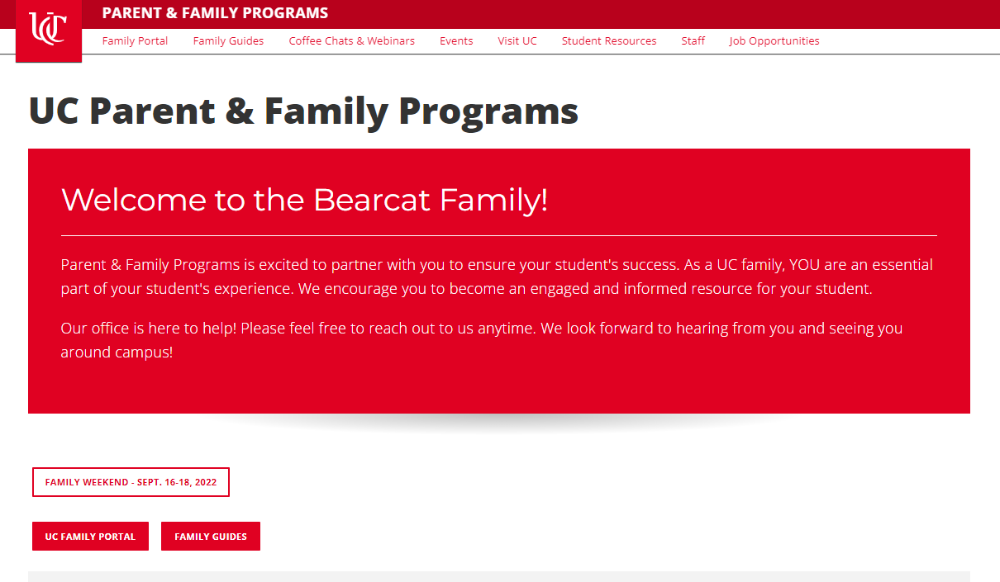 UC
PARENT & FAMILY PROGRAMS
Family Portal Family Guides Coffee Chats & Webinars Events Visit UC Student Resources Staff Job Opportunities
UC Parent & Family Programs
Welcome to the Bearcat Family!
Parent & Family Programs is excited to partner with you to ensure your student's success. As a UC family, YOU are an essential
part of your student's experience. We encourage you to become an engaged and informed resource for your student.
Our office is here to help! Please feel free to reach out to us anytime. We look forward to hearing from you and seeing you
around campus!
FAMILY WEEKEND - SEPT. 16-18, 2022
UC FAMILY PORTAL FAMILY GUIDES